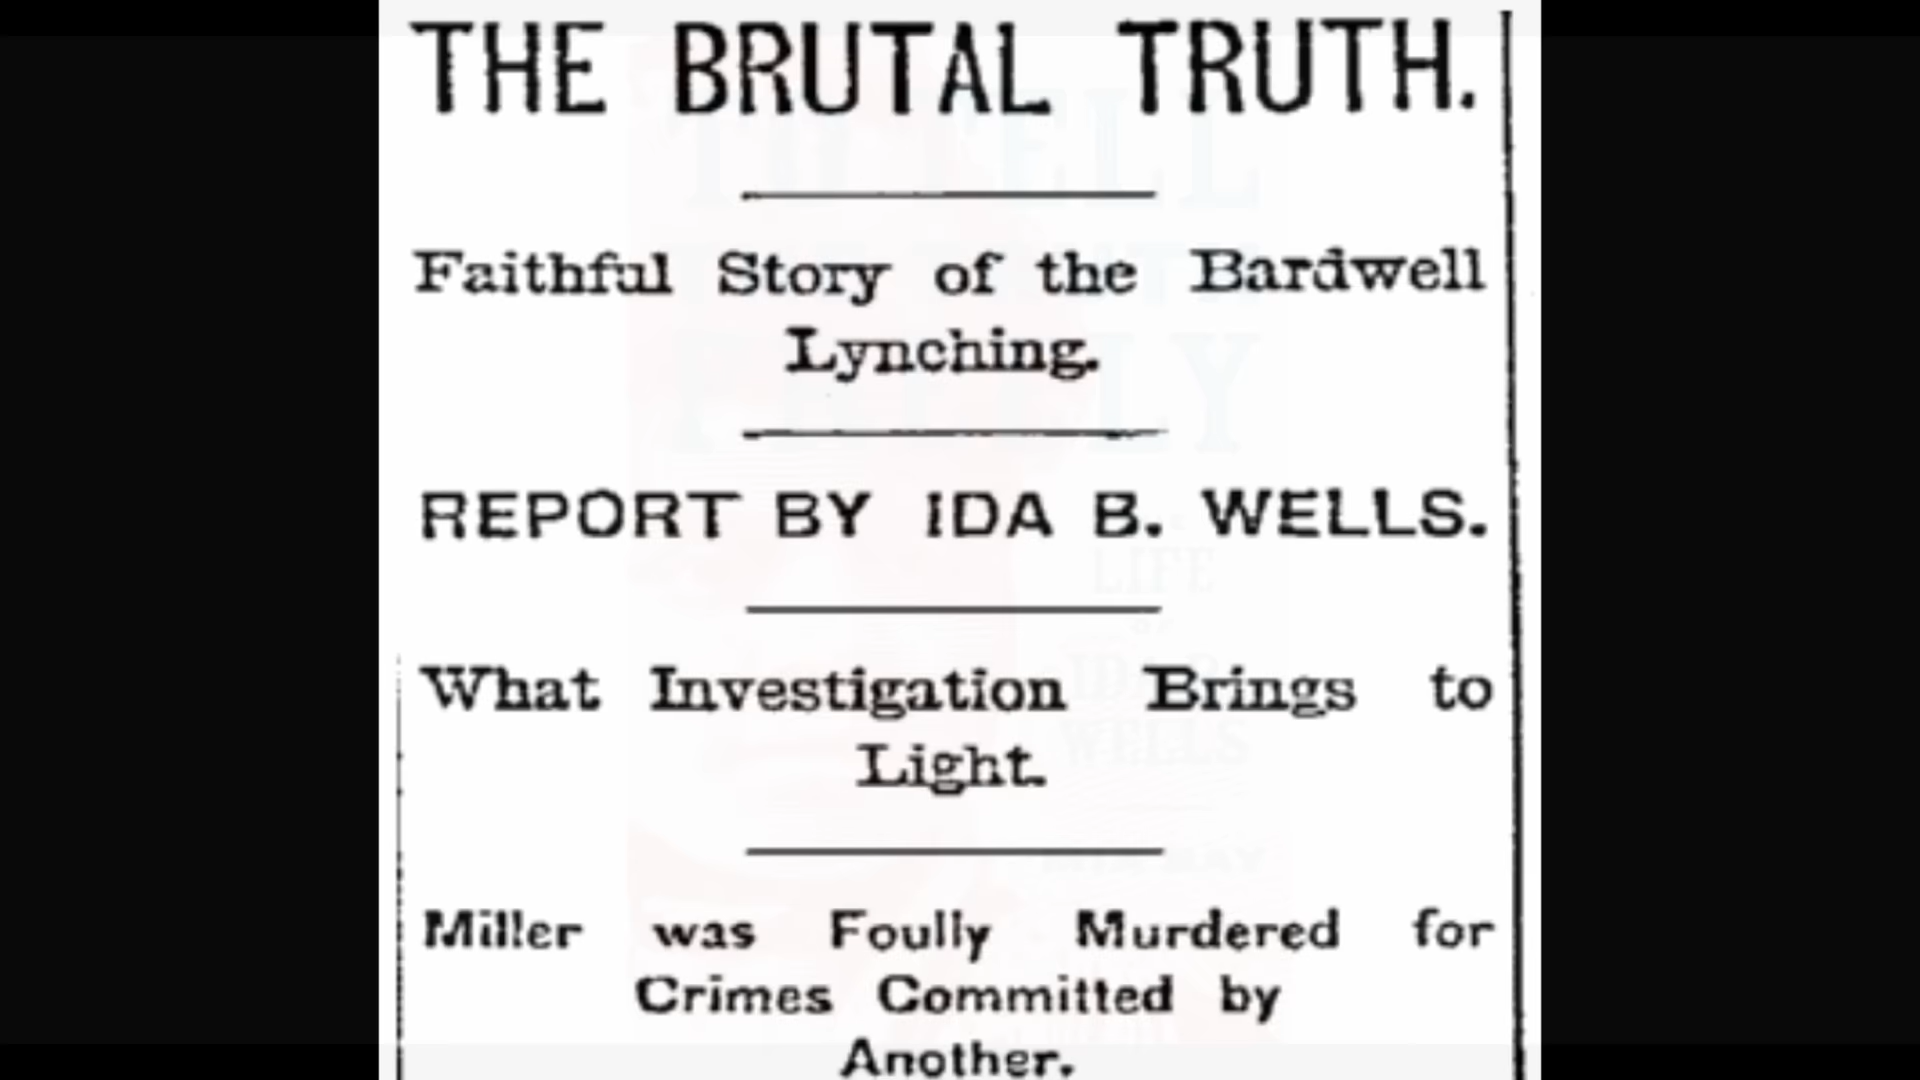 THE BRUTAL TRUTH.
Faithful Story of the Bardwell
Lynching.
REPORT BY IDA B. WELLS.
What Investigation Brings to
Light.
Miller was Foully Murdered for
Crimes Committed by
Another.